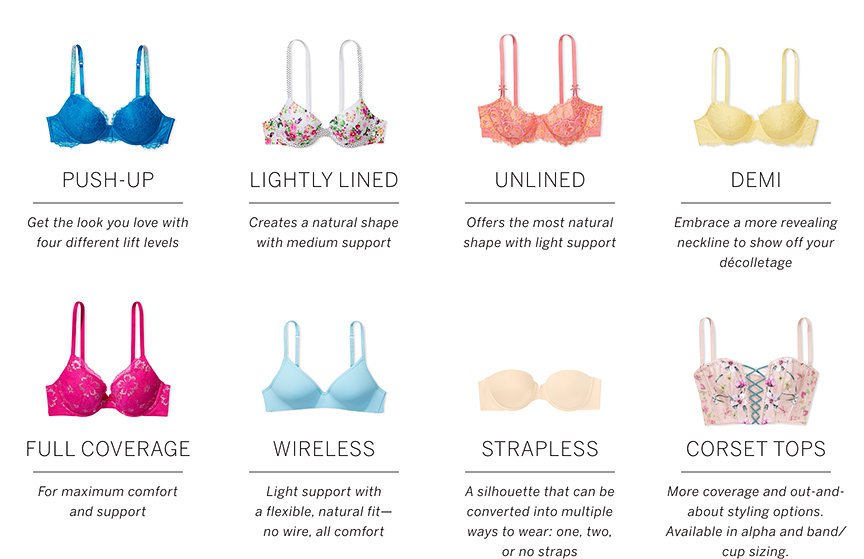 PUSH-UP
Get the look you love with
four different lift levels
LIGHTLY LINED
Creates a natural shape
with medium support
UNLINED
Offers the most natural
shape with light support
DEMI
Embrace a more revealing
neckline to show off your
décolletage
FULL COVERAGE
For maximum comfort
and support
WIRELESS
Light support with
a flexible, natural fit—
no wire, all comfort
STRAPLESS
A silhouette that can be
converted into multiple
ways to wear: one, two,
or no straps
CORSET TOPS
More coverage and out-and-
about styling options.
Available in alpha and band/
cup sizing.